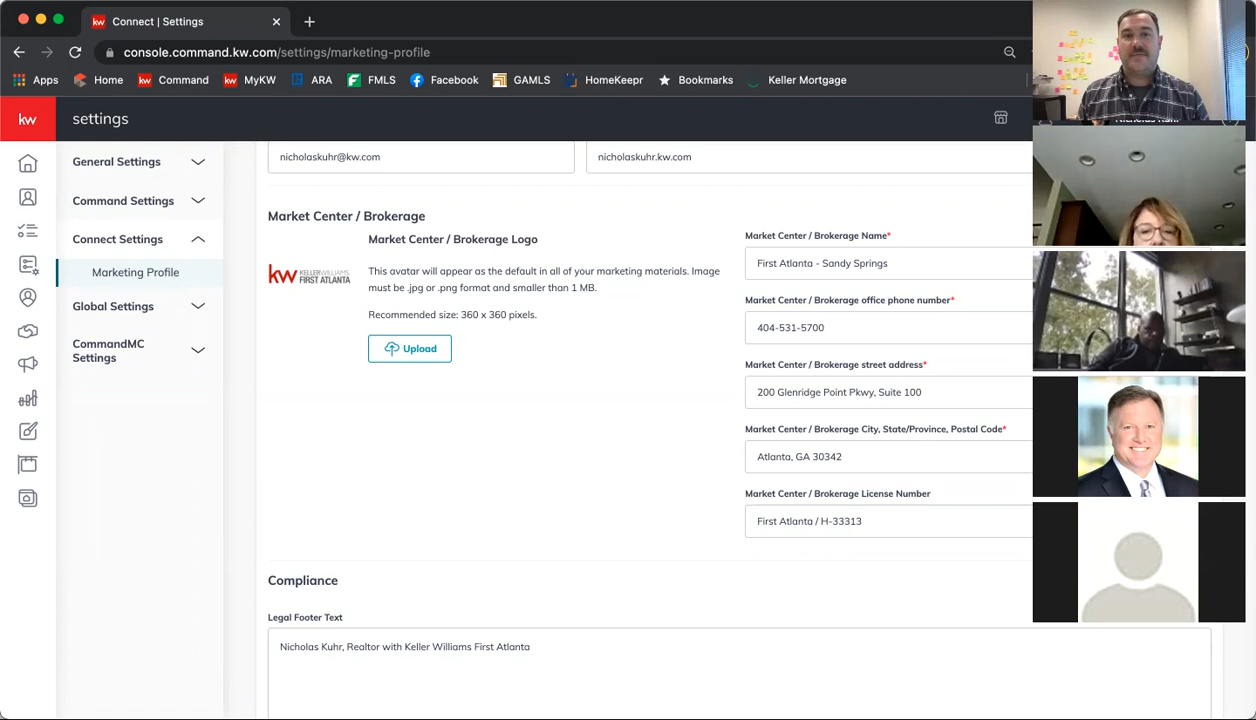 Connect | Settings
console.command.kw.com/settings/marketing-profile
Apps Home Command MyKW ARA FMLS Facebook GAMLS HomeKeepr Bookmarks Keller Mortgage
kw settings
General Settings
Command Settings
Connect Settings
Marketing Profile
Global Settings
CommandMC
Settings
nicholaskuhr@kw.com
nicholaskuhr.kw.com
Market Center / Brokerage
Market Center / Brokerage Logo
kw KELLERWILLIAMS
FIRST ATLANTA
This avatar will appear as the default in all of your marketing materials. Image
must be .jpg or .png format and smaller than 1 MB.
Recommended size: 360 x 360 pixels.
Upload
Market Center / Brokerage Name*
First Atlanta - Sandy Springs
Market Center / Brokerage office phone number*
404-531-5700
Market Center / Brokerage street address*
200 Glenridge Point Pkwy, Suite 100
Market Center / Brokerage City, State/Province, Postal Code*
Atlanta, GA 30342
Market Center / Brokerage License Number
First Atlanta / H-33313
Compliance
Legal Footer Text
Nicholas Kuhr, Realtor with Keller Williams First Atlanta